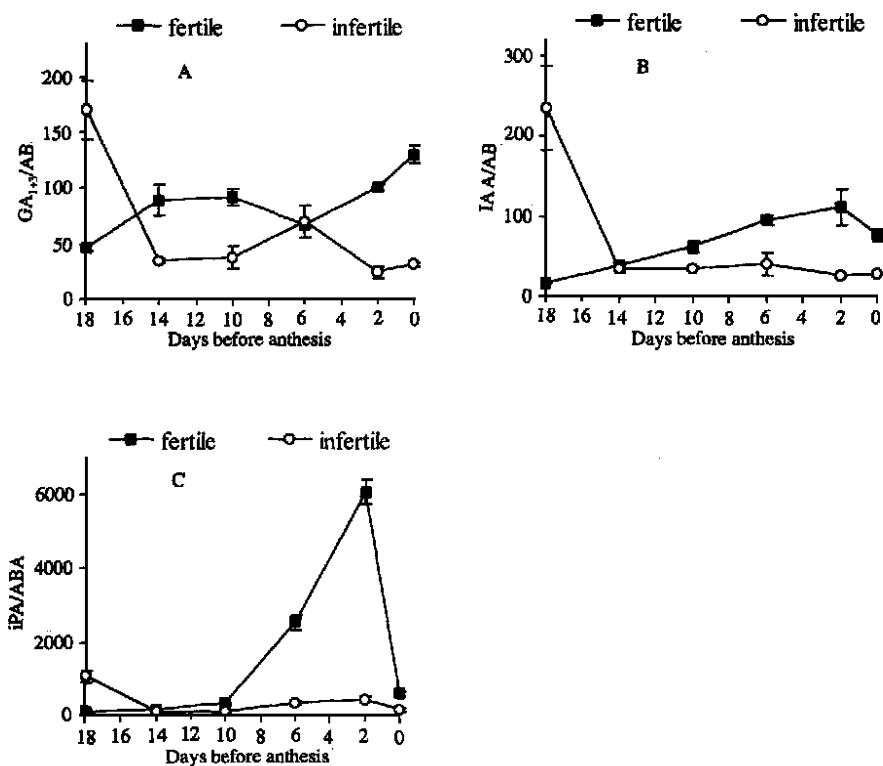 fertile infertile
A
200
150
100
50
0
GA1+3/AB
18 16 14 12 10 8 6 4 2 0
Days before anthesis
fertile infertile
B
300
200
100
0
IAA/AB
18 16 14 12 10 8 6 4 2 0
Days before anthesis
fertile infertile
C
6000
4000
2000
0
iPA/ABA
18 16 14 12 10 8 6 4 2 0
Days before anthesis